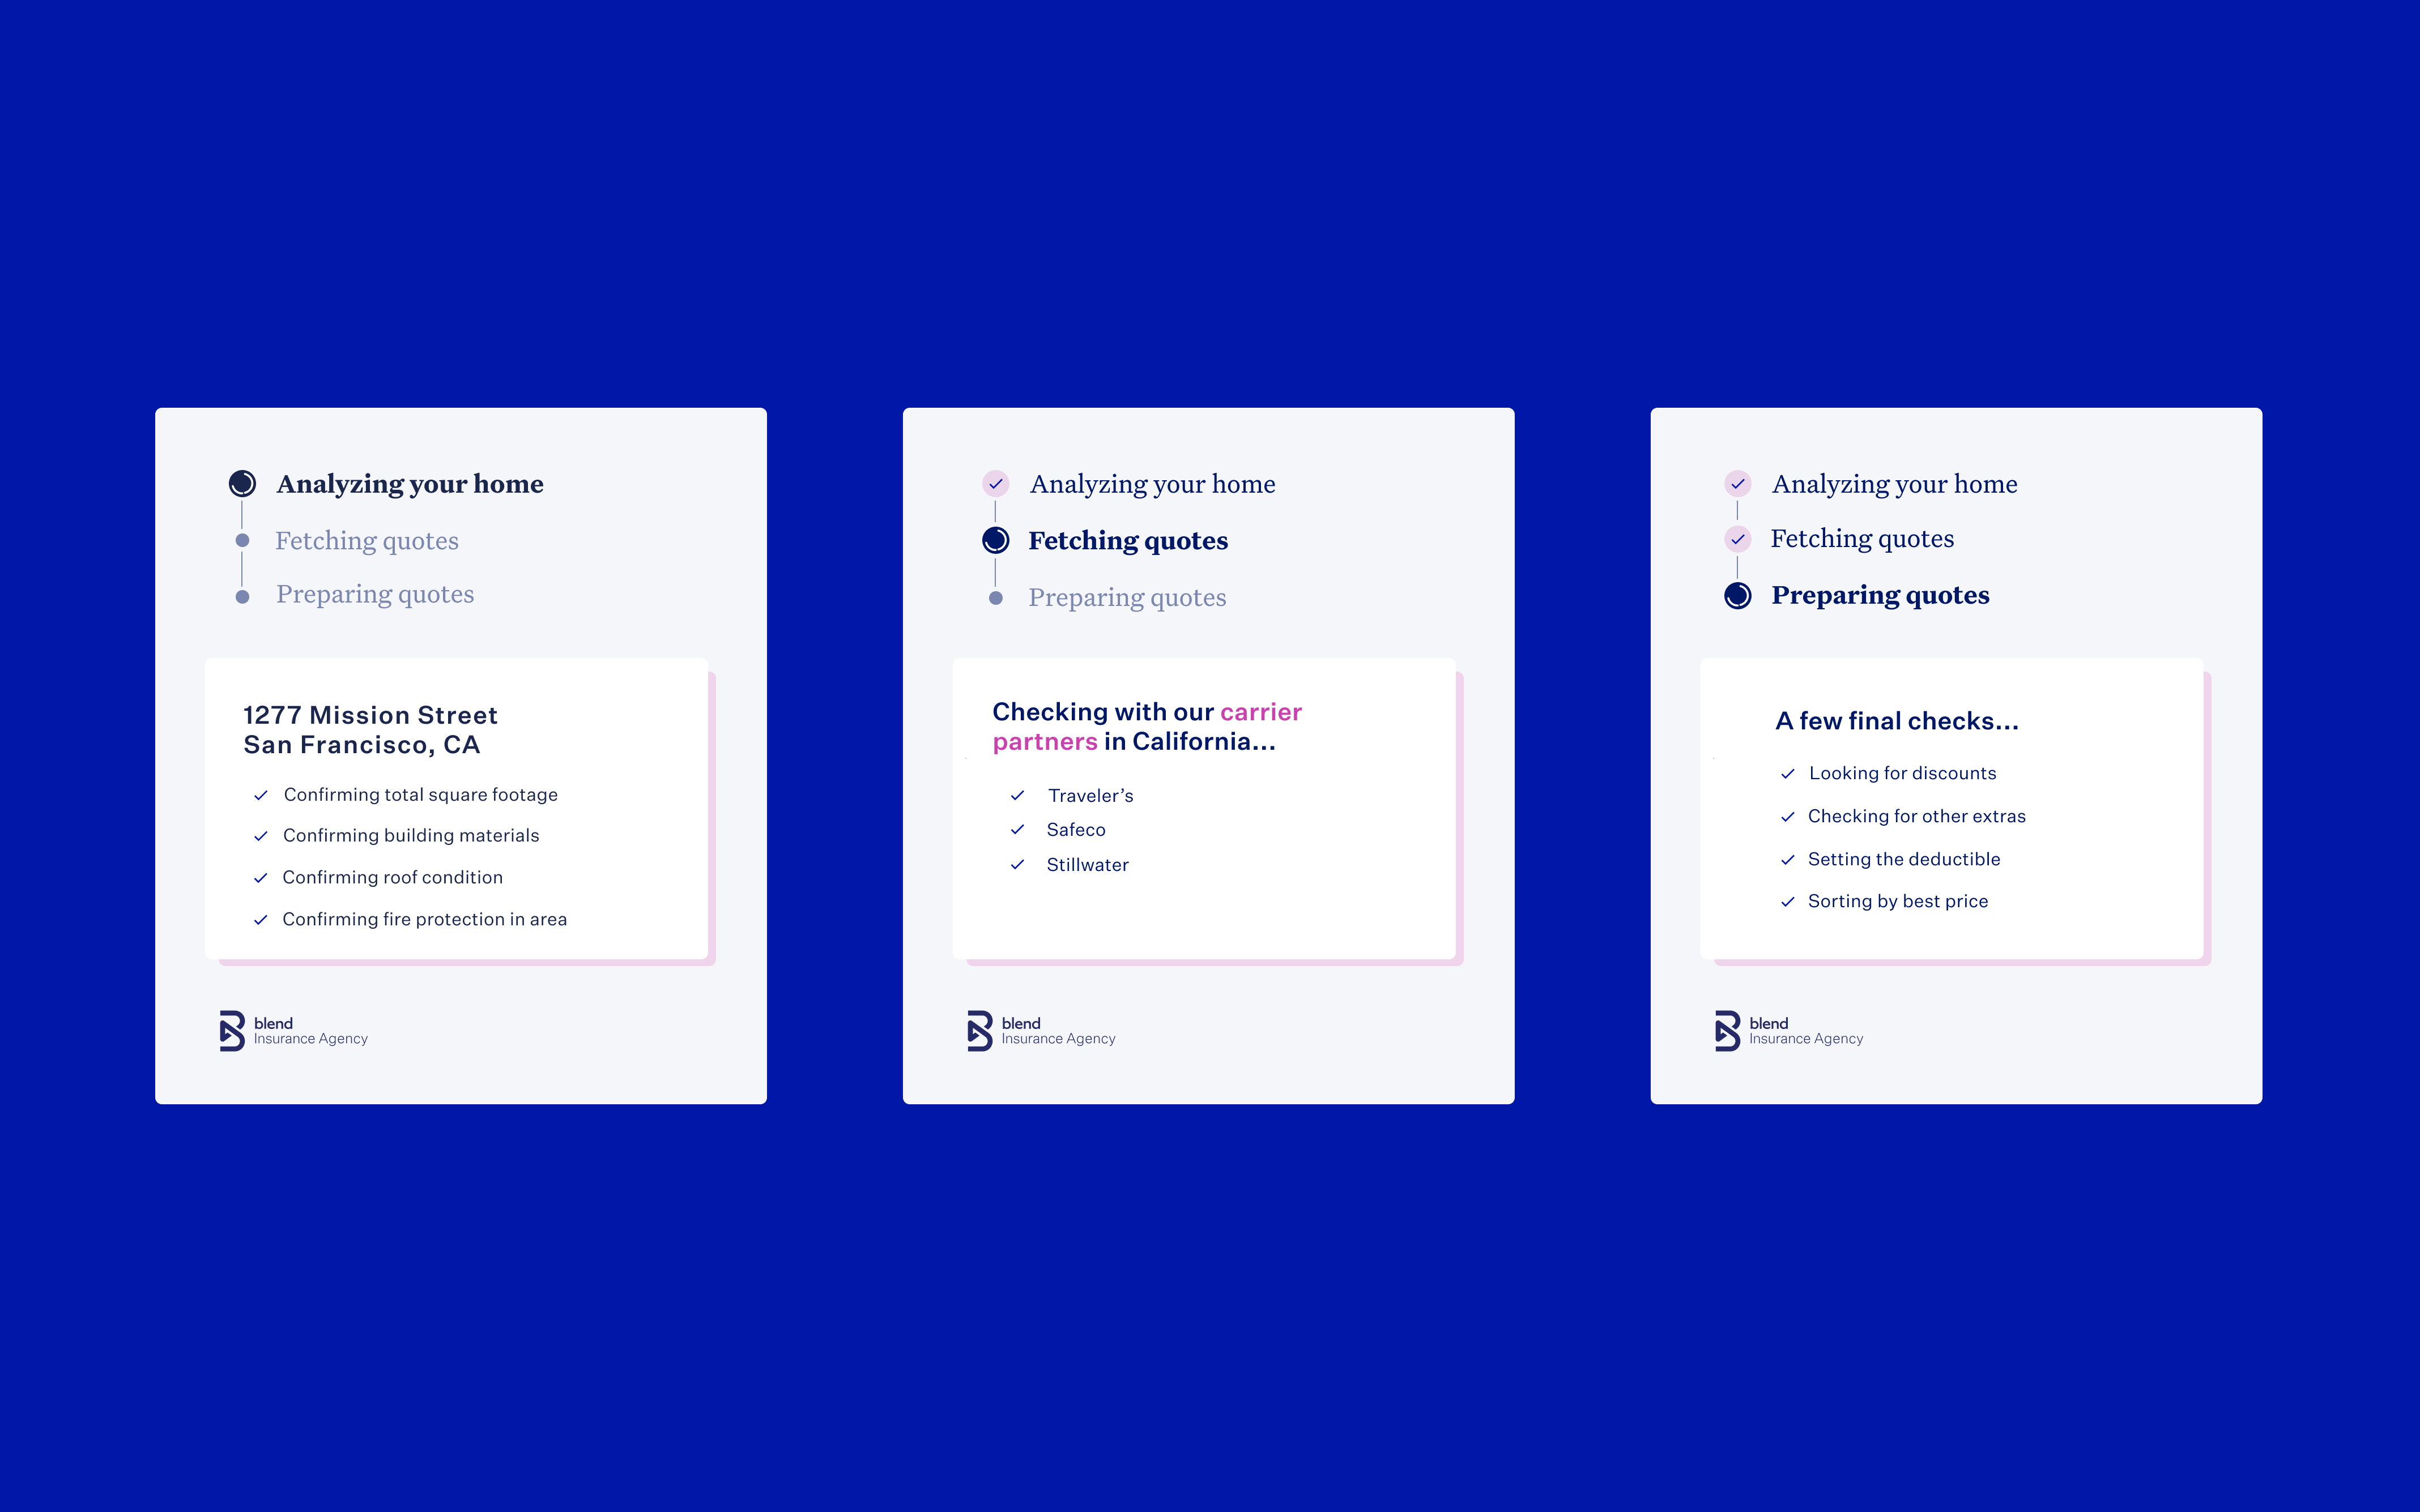 Analyzing your home
Fetching quotes
Preparing quotes
1277 Mission Street
San Francisco, CA
Confirming total square footage
Confirming building materials
Confirming roof condition
Confirming fire protection in area
blend
Insurance Agency
Analyzing your home
Fetching quotes
Preparing quotes
Checking with our carrier
partners in California...
Traveler’s
Safeco
Stillwater
blend
Insurance Agency
Analyzing your home
Fetching quotes
Preparing quotes
A few final checks...
Looking for discounts
Checking for other extras
Setting the deductible
Sorting by best price
blend
Insurance Agency